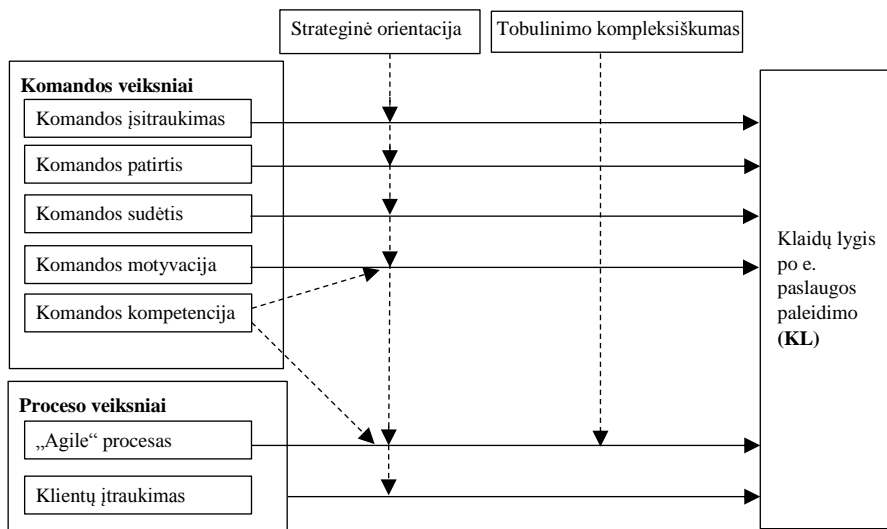 Strateginė orientacija
Tobulinimo kompleksiškumas
Komandos veiksniai
Komandos įsitraukimas
Komandos patirtis
Komandos sudėtis
Komandos motyvacija
Komandos kompetencija
Klaidų lygis
po e.
paslaugos
paleidimo
(KL)
Proceso veiksniai
„Agile“ procesas
Klientų įtraukimas